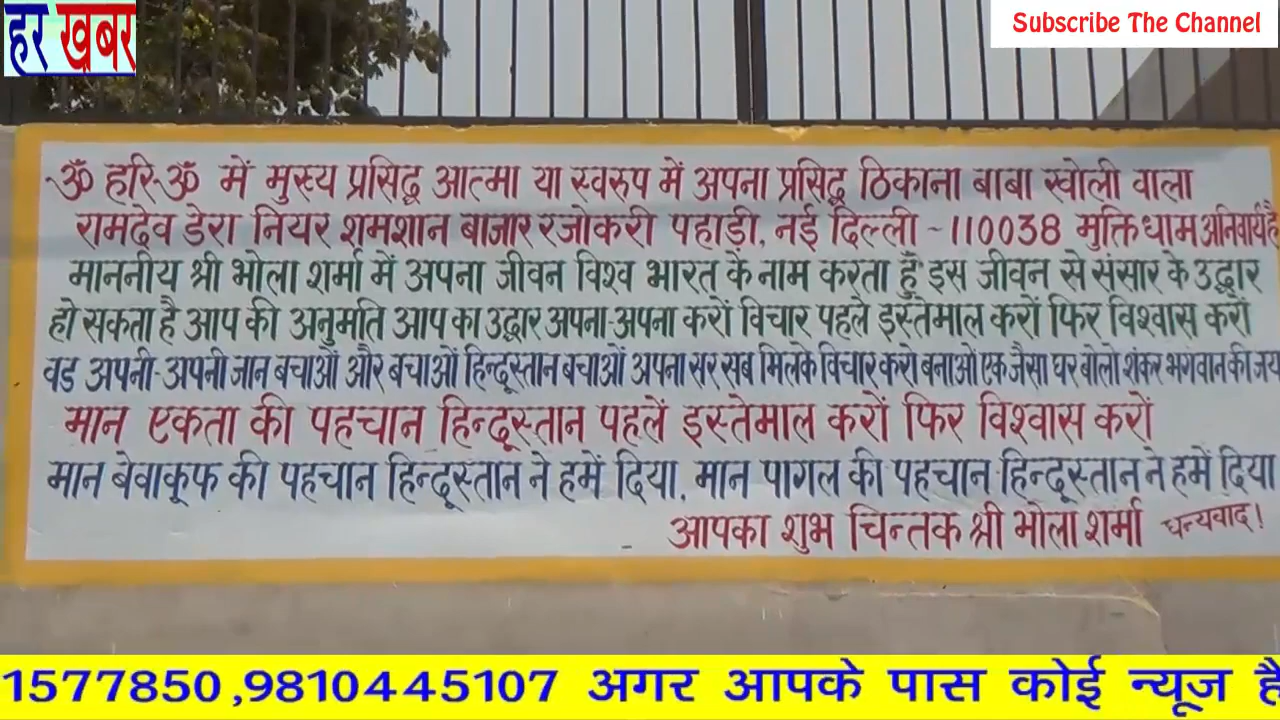 हर खबर
Subscribe The Channel
ॐ हरि ॐ में मुख्य प्रसिद्ध आत्मा या स्वरुप में अपना प्रसिद्ध ठिकाना बाबा खोली वाला
रामदेव डेरा नियर शमशान बाजार रजोकरी पहाड़ी, नई दिल्ली - 110038 मुक्तिधाम अनिवार्य है
माननीय श्री भोला शर्मा में अपना जीवन विश्व भारत के नाम करता हूँ इस जीवन से संसार के उद्धार
हो सकता है आप की अनुमति आप का उद्धार अपना-अपना करों विचार पहले इस्तेमाल करों फिर विश्वास करों
वड अपनी-अपनी जान बचाओं और बचाओं हिन्दूस्तान बचाओं अपना सर सब मिलके विचार करो बनाओ एक जैसा घर बोलो शंकर भगवान की जय
मान एकता की पहचान हिन्दूस्तान पहलें इस्तेमाल करों फिर विश्वास करों
मान बेवाकूफ की पहचान हिन्दूस्तान ने हमें दिया, मान पागल की पहचान हिन्दूस्तान ने हमें दिया
आपका शुभ चिन्तक श्री भोला शर्मा धन्यवाद!
1577850 ,9810445107 अगर आपके पास कोई न्यूज है